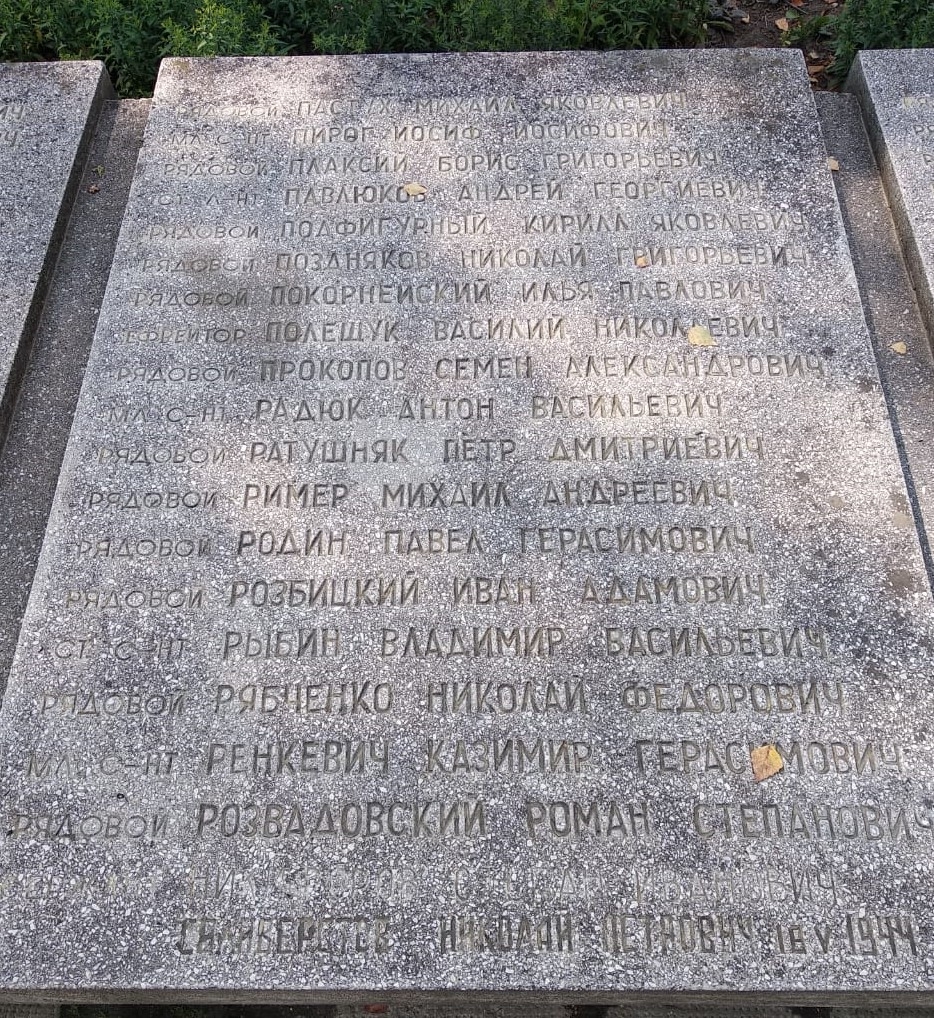 РЯДОВОЙ ПАСТУХ МИХАИЛ ЯКОВЛЕВИЧ
МЛ. С-НТ ПИРОГ ИОСИФ ИОСИФОВИЧ
РЯДОВОЙ ПЛАКСИЙ БОРИС ГРИГОРЬЕВИЧ
СТ. Л-НТ ПАВЛЮКОВ АНДРЕЙ ГЕОРГИЕВИЧ
РЯДОВОЙ ПОДФИГУРНЫЙ КИРИЛЛ ЯКОВЛЕВИЧ
РЯДОВОЙ ПОЗДНЯКОВ НИКОЛАЙ ГРИГОРЬЕВИЧ
РЯДОВОЙ ПОКОРНЕЙСКИЙ ИЛЬЯ ПАВЛОВИЧ
ЕФРЕЙТОР ПОЛЕЩУК ВАСИЛИЙ НИКОЛАЕВИЧ
РЯДОВОЙ ПРОКОПОВ СЕМЕН АЛЕКСАНДРОВИЧ
МЛ. С-НТ РАДЮК АНТОН ВАСИЛЬЕВИЧ
РЯДОВОЙ РАТУШНЯК ПЕТР ДМИТРИЕВИЧ
РЯДОВОЙ РИМЕР МИХАИЛ АНДРЕЕВИЧ
РЯДОВОЙ РОДИН ПАВЕЛ ГЕРАСИМОВИЧ
РЯДОВОЙ РОЗБИЦКИЙ ИВАН АДАМОВИЧ
СТ. С-НТ РЫБИН ВЛАДИМИР ВАСИЛЬЕВИЧ
РЯДОВОЙ РЯБЧЕНКО НИКОЛАЙ ФЕДОРОВИЧ
МЛ. С-НТ РЕНКЕВИЧ КАЗИМИР ГЕРАСИМОВИЧ
РЯДОВОЙ РОЗВАДОВСКИЙ РОМАН СТЕПАНОВИЧ
ИВАНОВИЧ
СЕЛИВЕРСТОВ НИКОЛАЙ ПЕТРОВИЧ 1944